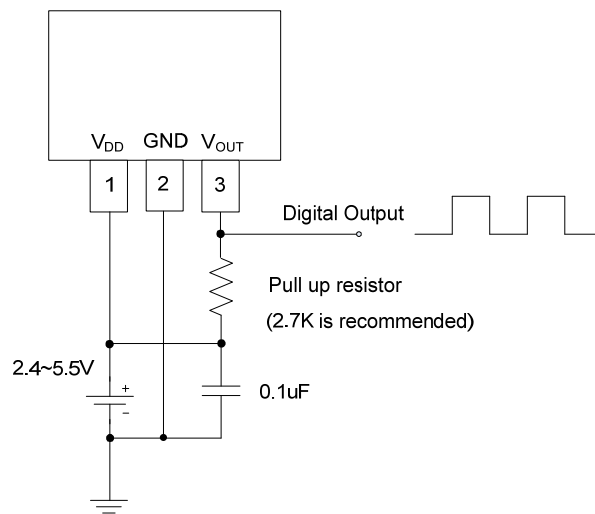 VDD GND VOUT
1 2 3
Digital Output
Pull up resistor
(2.7K is recommended)
2.4~5.5V
+
−
0.1uF